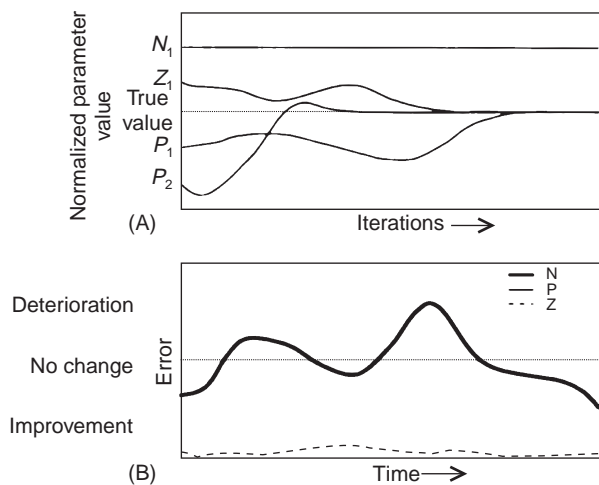 Normalized parameter
value
N1
Z1
True
value
P1
P2
(A)
Iterations
Deterioration
No change
Improvement
Error
N
P
Z
(B)
Time